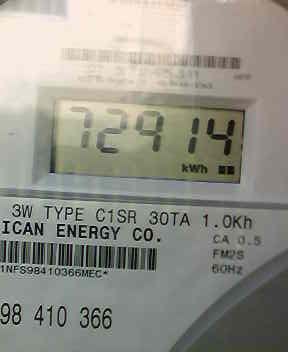 72914
kWh
3W TYPE C1SR 30TA 1.0Kh
ICAN ENERGY CO.
CA 0.5
1NFS98410366MEC*
FM2S
60Hz
98 410 366